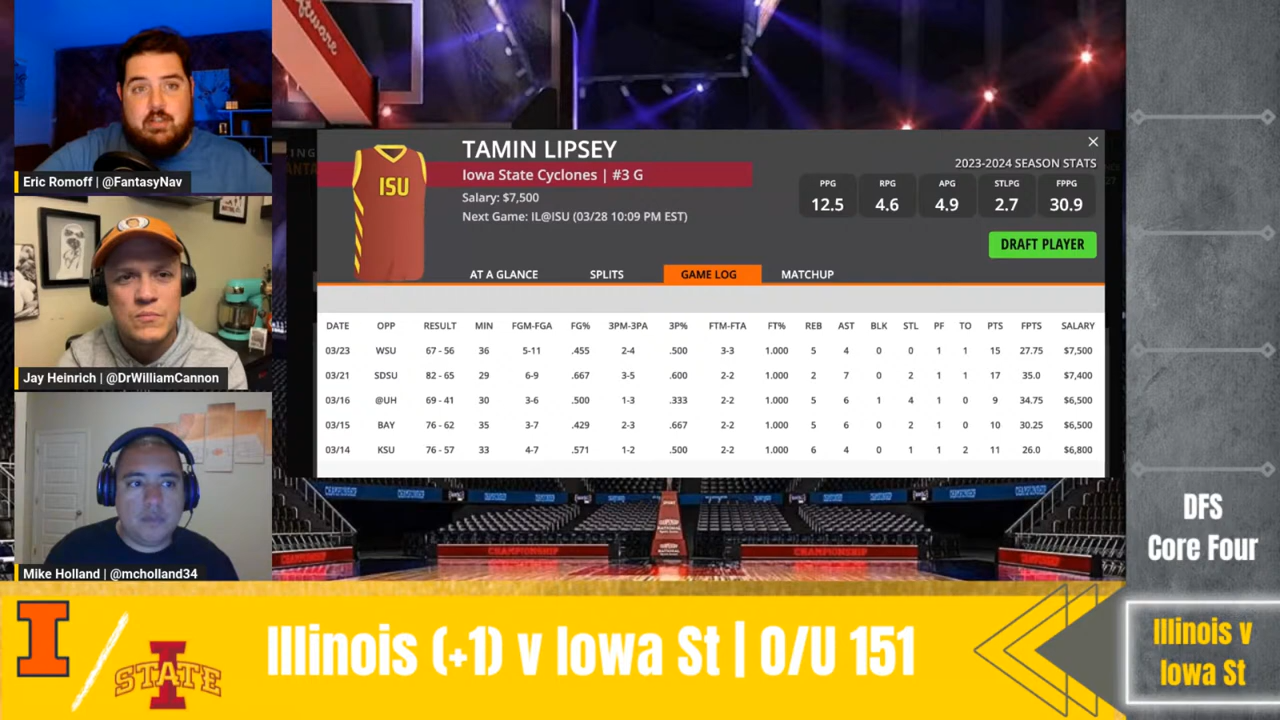 Eric Romoff | @FantasyNav
Jay Heinrich | @DrWilliamCannon
Mike Holland | @mcholland34
ISU
TAMIN LIPSEY
Iowa State Cyclones | #3 G
Salary: $7,500
Next Game: IL@ISU (03/28 10:09 PM EST)
2023-2024 SEASON STATS
PPG RPG APG STLPG FPPG
12.5 4.6 4.9 2.7 30.9
DRAFT PLAYER
AT A GLANCE SPLITS GAME LOG MATCHUP
DATE OPP RESULT MIN FGM-FGA FG% 3PM-3PA 3P% FTM-FTA FT% REB AST BLK STL PF TO PTS FPTS SALARY
03/23 WSU 67 - 56 36 5-11 .455 2-4 .500 3-3 1.000 5 4 0 0 1 1 15 27.75 $7,500
03/21 SDSU 82 - 65 29 6-9 .667 3-5 .600 2-2 1.000 2 7 0 2 1 1 17 35.0 $7,400
03/16 @UH 69 - 41 30 3-6 .500 1-3 .333 2-2 1.000 5 6 1 4 1 0 9 34.75 $6,500
03/15 BAY 76 - 62 35 3-7 .429 2-3 .667 2-2 1.000 5 6 0 2 1 0 10 30.25 $6,500
03/14 KSU 76 - 57 33 4-7 .571 1-2 .500 2-2 1.000 6 4 0 1 1 2 11 26.0 $6,800
CHAMPIONSHIP
CHAMPIONSHIP
DFS
Core Four
I
STATE
Illinois (+1) v Iowa St | O/U 151
Illinois v
Iowa St